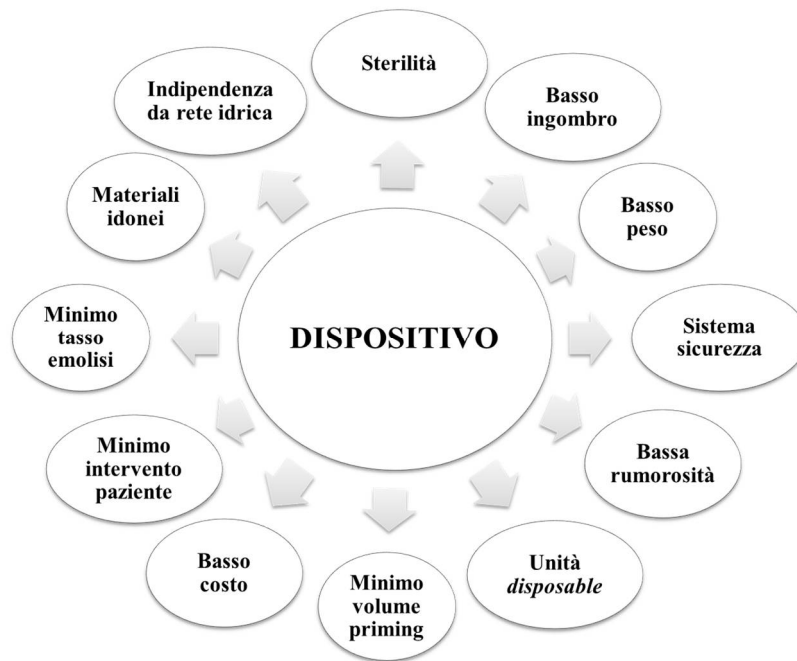 Sterilità
Basso
ingombro
Basso
peso
Sistema
sicurezza
Bassa
rumorosità
Unità
disposable
Minimo
volume
priming
Basso
costo
Minimo
intervento
paziente
Minimo
tasso
emolisi
Materiali
idonei
Indipendenza
da rete idrica
DISPOSITIVO